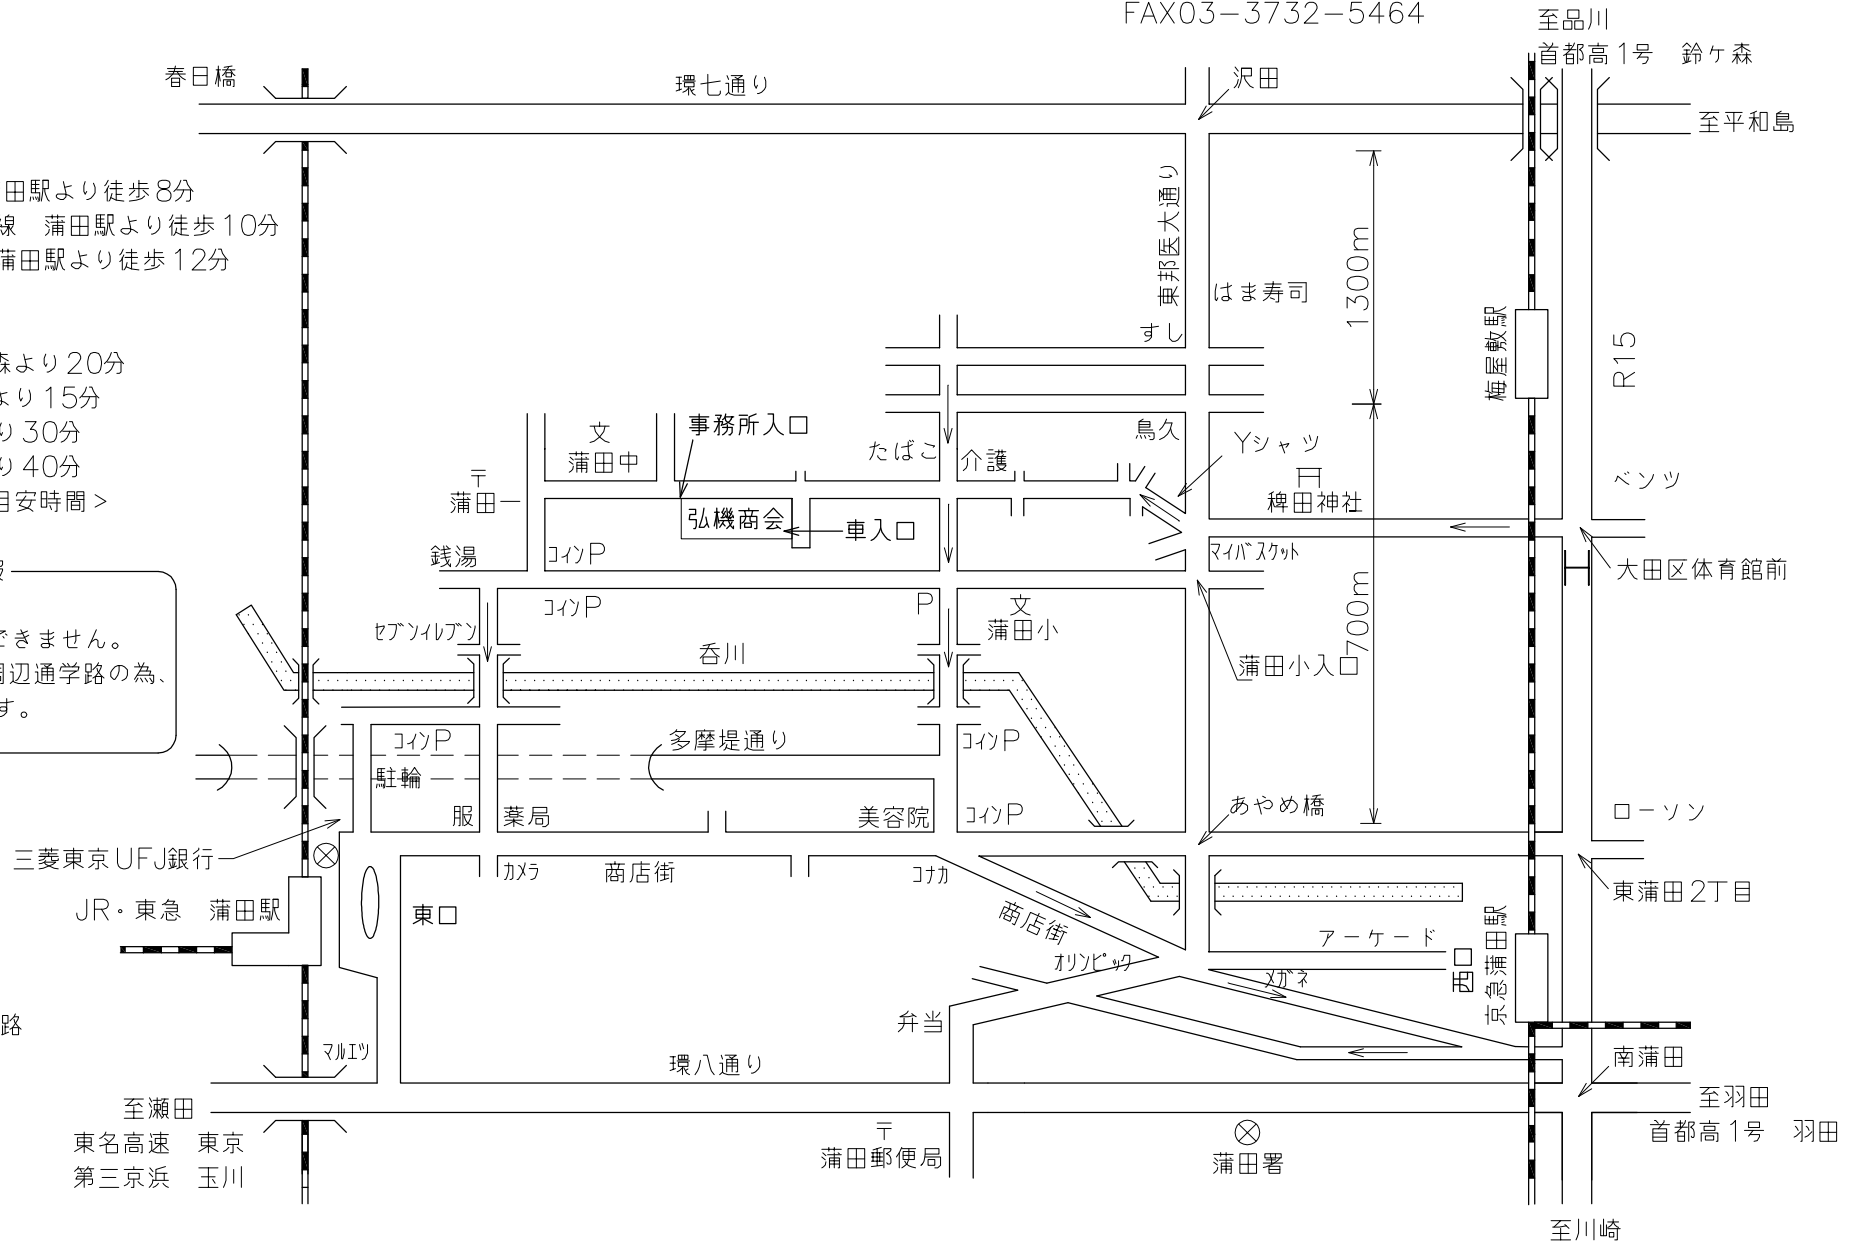 FAX03-3732-5464
至品川
首都高1号　鈴ヶ森
春日橋
環七通り
沢田
至平和島
田駅より徒歩8分
線　蒲田駅より徒歩10分
蒲田駅より徒歩12分
東邦医大通り
はま寿司
1300m
すし
梅屋敷駅
R15
森より20分
より15分
り30分
り40分
目安時間>
文
蒲田中
事務所入口
たばこ
介護
鳥久
Yシャツ
〒
蒲田一
弘機商会
車入口
稗田神社
ベンツ
銭湯
コインP
マイバスケット
大田区体育館前
700m
できません。
周辺通学路の為、
す。
セブンイレブン
コインP
P
文
蒲田小
呑川
蒲田小入口
コインP
多摩堤通り
コインP
駐輪
服
薬局
美容院
コインP
あやめ橋
ローソン
三菱東京UFJ銀行
カメラ
商店街
コナカ
東蒲田2丁目
JR・東急　蒲田駅
東口
商店街
アーケード
西口
京急蒲田駅
オリンピック
メガネ
路
弁当
マルエツ
環八通り
南蒲田
至瀬田
東名高速　東京
第三京浜　玉川
至羽田
首都高1号　羽田
〒
蒲田郵便局
蒲田署
至川崎